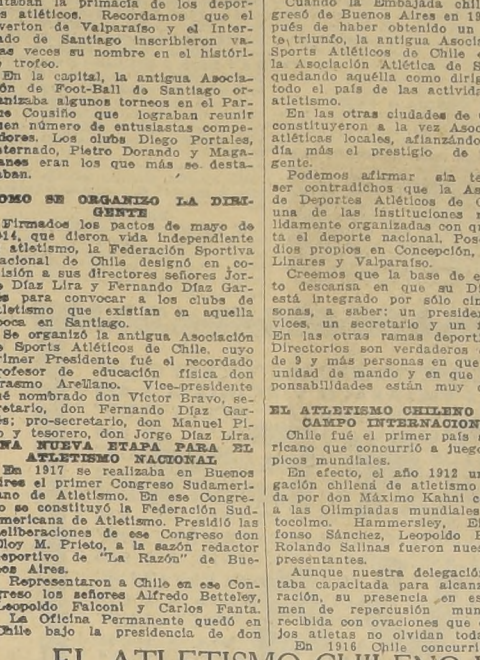 taban la primacía de los depor-
es atléticos. Recordamos que el
verton de Valparaíso y el Inter-
ado de Santiago inscribieron va-
as veces su nombre en el históri-
trofeo.
En la capital, la antigua Asocia-
ón de Foot-Ball de Santiago or-
anizaba algunos torneos en el Par-
e Cousiño que lograban reunir
en número de entusiastas compe-
dores. Los clubs Diego Portales,
ternado, Pietro Dorando y Maga-
anes eran los que más se desta-
aban.
OMO SE ORGANIZO LA DIRI-
GENTE
Firmados los pactos de mayo de
14, que dieron vida independiente
atletismo, la Federación Sportiva
acional de Chile designó en co-
isión a sus directores señores Jor-
Díaz Lira y Fernando Díaz Gar-
s para convocar a los clubs de
letismo que existían en aquella
oca en Santiago.
Se organizó la antigua Asociación
e Sports Atléticos de Chile, cuyo
rimer Presidente fué el recordado
rofesor de educación física don
rasmo Arellano. Vice-presidente
é nombrado don Víctor Bravo, se-
retario, don Fernando Díaz Gar-
s; pro-secretario, don Manuel Pi-
y tesorero, don Jorge Díaz Lira.
NA NUEVA ETAPA PARA EL
ATLETISMO NACIONAL
En 1917 se realizaba en Buenos
ires el primer Congreso Sudameri-
ano de Atletismo. En ese Congre-
o se constituyó la Federación Sud-
mericana de Atletismo. Presidió las
eliberaciones de ese Congreso don
lloy M. Prieto, a la sazón redactor
eportivo de "La Razón" de Bue-
os Aires.
Representaron a Chile en ese Con-
greso los señores Alfredo Betteley,
Leopoldo Falconi y Carlos Fanta.
La Oficina Permanente quedó en
Chile bajo la presidencia de don
Cuando la Embajada chil
gresó de Buenos Aires en 19
pués de haber obtenido un
te triunfo, la antigua Asoci
Sports Atléticos de Chile
la Asociación Atlética de S
quedando aquélla como dirig
todo el país de las activida
atletismo.
En las otras ciudades de
constituyeron a la vez Asoc
atléticas locales, afianzándo
día más el prestigio de
gente.
Podemos afirmar sin te
ser contradichos que la As
de Deportes Atléticos de C
una de las instituciones
lidamente organizadas con qu
ta el deporte nacional. Pos
dios propios en Concepción,
Linares y Valparaíso.
Creemos que la base de e
to descansa en que su Di
está integrado por sólo cin
sonas, a saber: un presiden
vices, un secretario y un
En las otras ramas deporti
Directorios son verdaderos
de 9 y más personas en que
unidad de mando y en que
ponsabilidades están muy
EL ATLETISMO CHILENO
CAMPO INTERNACION
Chile fué el primer país
ricano que concurrió a juego
picos mundiales.
En efecto, el año 1912 un
gación chilena de atletismo
da por don Máximo Kahni c
a las Olimpiadas mundiales
tocolmo. Hammersley, El
fonso Sánchez, Leopoldo
Rolando Salinas fueron nues
presentantes.
Aunque nuestra delegació
taba capacitada para alcanz
ración, su presencia en es
men de repercusión mun
recibida con ovaciones que
jos atletas no olvidan toda
En 1916 Chile concurri
EL ATLETISMO CHILENO